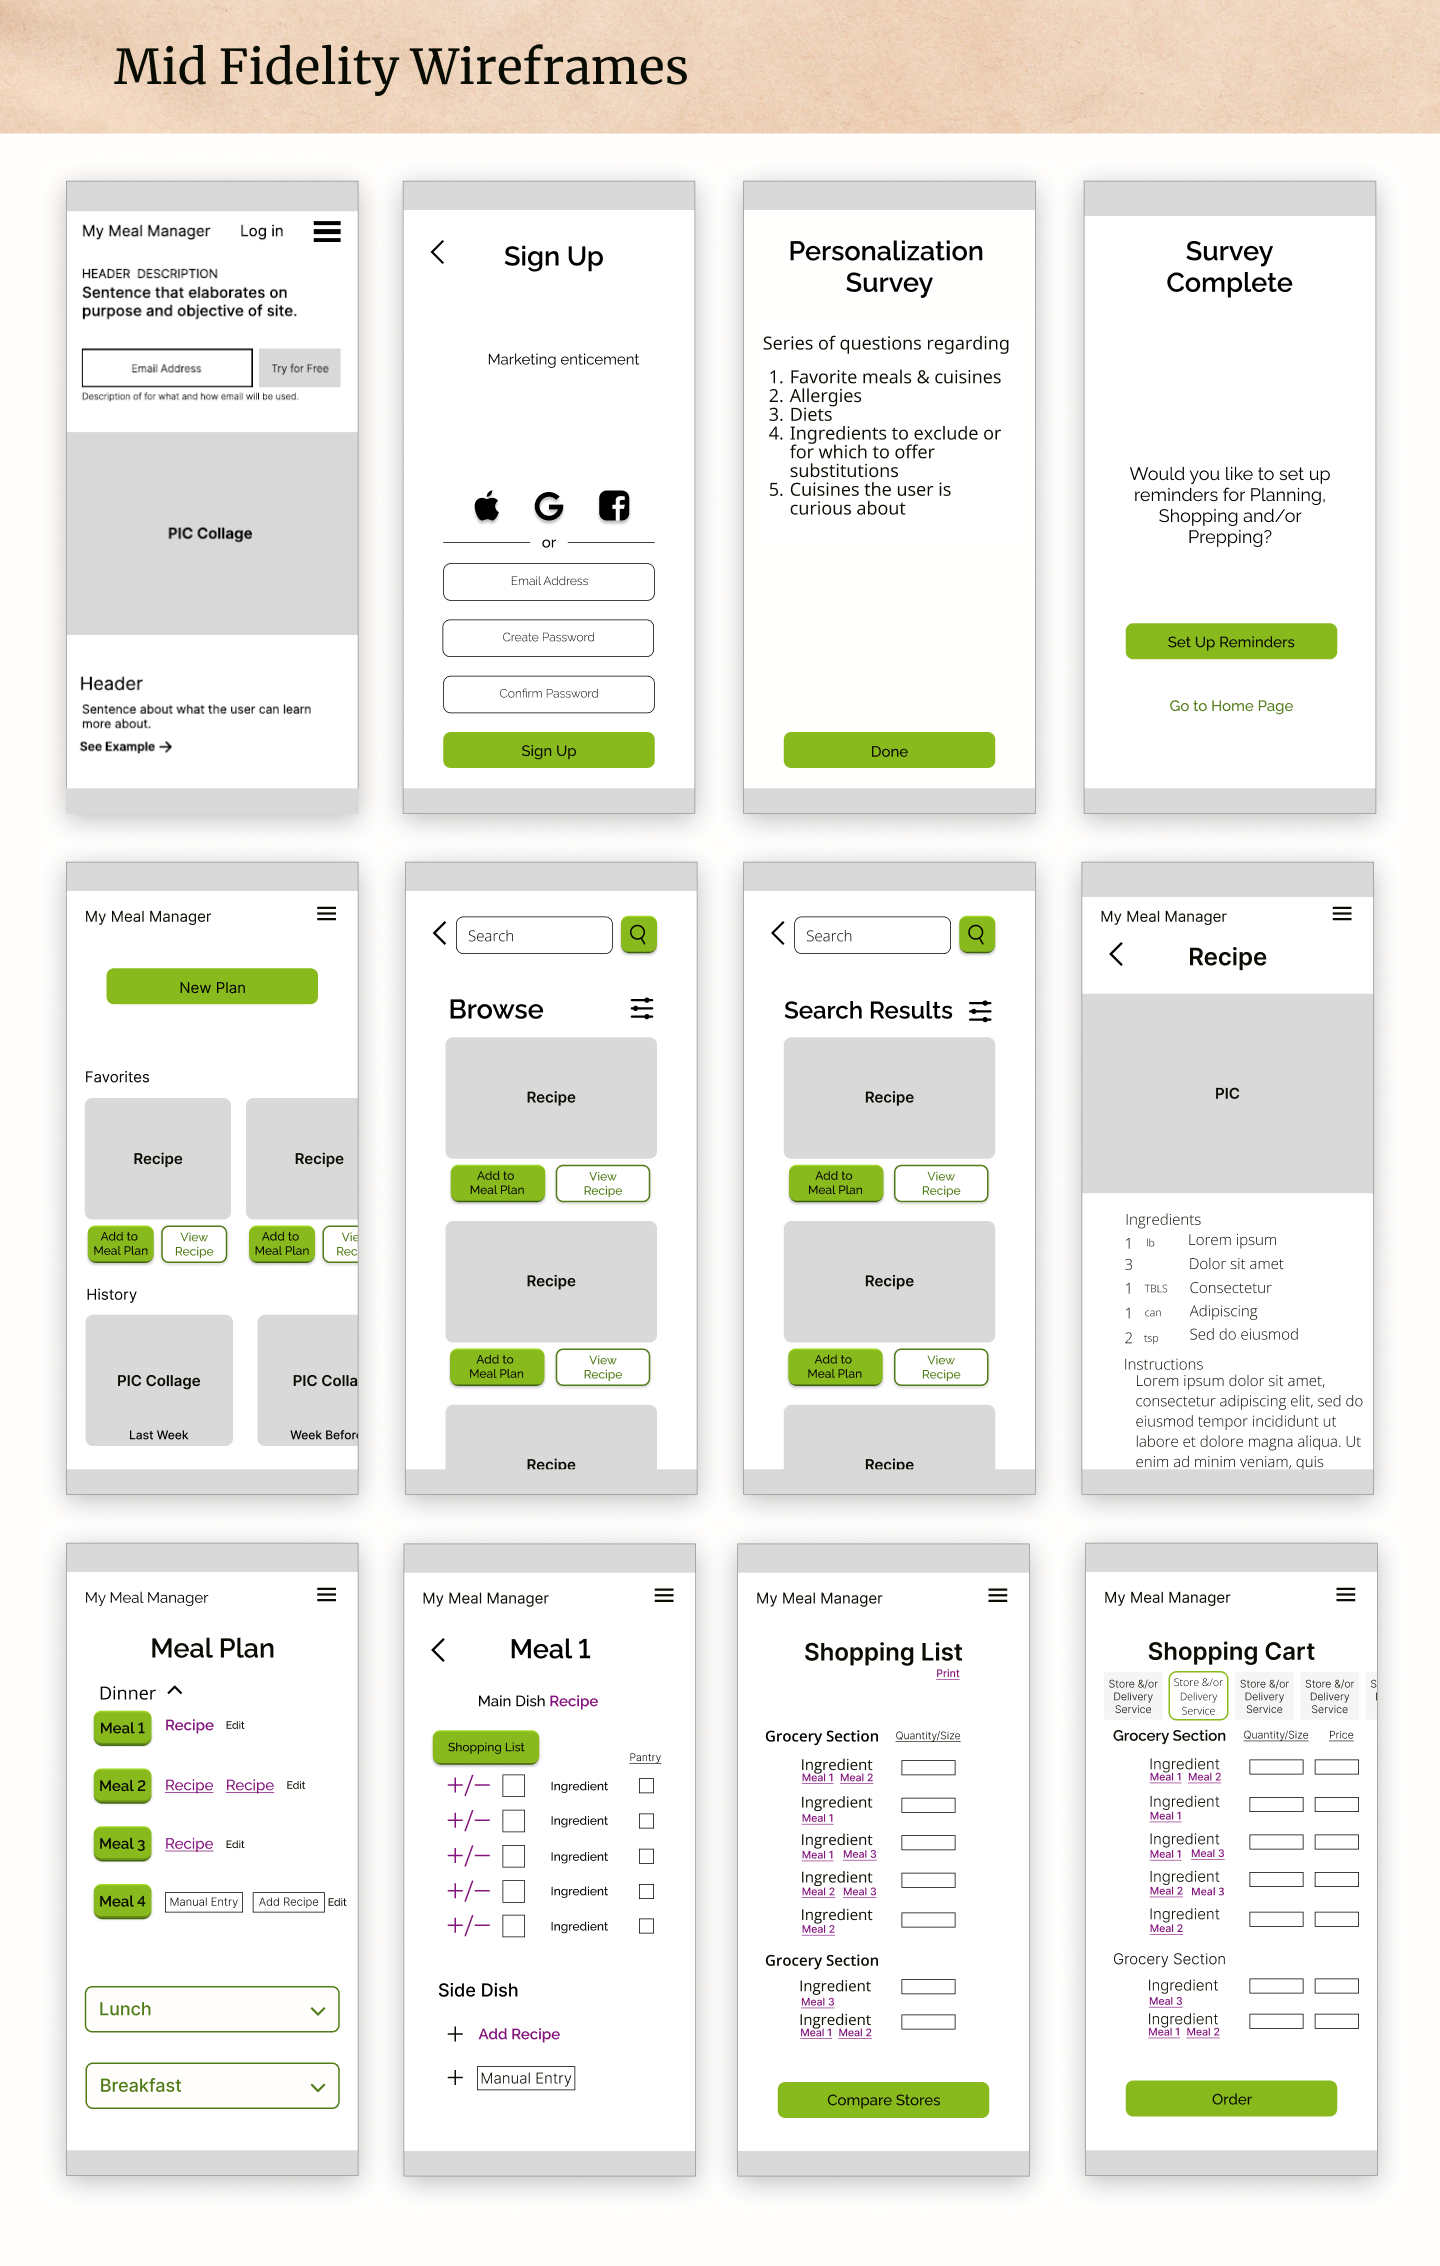 Mid Fidelity Wireframes
My Meal Manager Log in
HEADER DESCRIPTION
Sentence that elaborates on
purpose and objective of site.
Email Address Try for Free
Description of for what and how email will be used.
PIC Collage
Header
Sentence about what the user can learn
more about.
See Example →
Sign Up
Marketing enticement
or
Email Address
Create Password
Confirm Password
Sign Up
Personalization
Survey
Series of questions regarding
1. Favorite meals & cuisines
2. Allergies
3. Diets
4. Ingredients to exclude or
for which to offer
substitutions
5. Cuisines the user is
curious about
Done
Survey
Complete
Would you like to set up
reminders for Planning,
Shopping and/or
Prepping?
Set Up Reminders
Go to Home Page
My Meal Manager
New Plan
Favorites
Recipe Recipe
Add to View Add to Vie
Meal Plan Recipe Meal Plan Rec
History
PIC Collage PIC Colla
Last Week Week Before
Search
Browse
Recipe
Add to View
Meal Plan Recipe
Recipe
Add to View
Meal Plan Recipe
Recipe
Search
Search Results
Recipe
Add to View
Meal Plan Recipe
Recipe
Add to View
Meal Plan Recipe
Recipe
My Meal Manager
Recipe
PIC
Ingredients
1 lb Lorem ipsum
3 Dolor sit amet
1 TBLS Consectetur
1 can Adipiscing
2 tsp Sed do eiusmod
Instructions
Lorem ipsum dolor sit amet,
consectetur adipiscing elit, sed do
eiusmod tempor incididunt ut
labore et dolore magna aliqua. Ut
enim ad minim veniam, quis
My Meal Manager
Meal Plan
Dinner
Meal 1 Recipe Edit
Meal 2 Recipe Recipe Edit
Meal 3 Recipe Edit
Meal 4 Manual Entry Add Recipe Edit
Lunch
Breakfast
My Meal Manager
Meal 1
Main Dish Recipe
Shopping List
Pantry
+/− Ingredient
+/− Ingredient
+/− Ingredient
+/− Ingredient
+/− Ingredient
Side Dish
+ Add Recipe
+ Manual Entry
My Meal Manager
Shopping List
Print
Grocery Section Quantity/Size
Ingredient
Meal 1 Meal 2
Ingredient
Meal 1
Ingredient
Meal 1 Meal 3
Ingredient
Meal 2 Meal 3
Ingredient
Meal 2
Grocery Section
Ingredient
Meal 3
Ingredient
Meal 1 Meal 2
Compare Stores
My Meal Manager
Shopping Cart
Store &/or Store &/or Store &/or Store &/or S
Delivery Delivery Delivery Delivery
Service Service Service Service
Grocery Section Quantity/Size Price
Ingredient
Meal 1 Meal 2
Ingredient
Meal 1
Ingredient
Meal 1 Meal 3
Ingredient
Meal 2 Meal 3
Ingredient
Meal 2
Grocery Section
Ingredient
Meal 3
Ingredient
Meal 1 Meal 2
Order